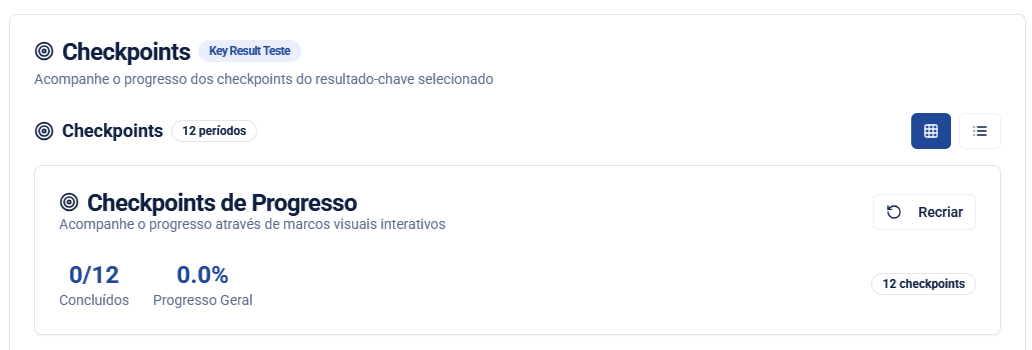 Checkpoints Key Result Teste
Acompanhe o progresso dos checkpoints do resultado-chave selecionado
Checkpoints 12 períodos
Checkpoints de Progresso
Acompanhe o progresso através de marcos visuais interativos
Recriar
0/12 0.0%
Concluídos Progresso Geral
12 checkpoints